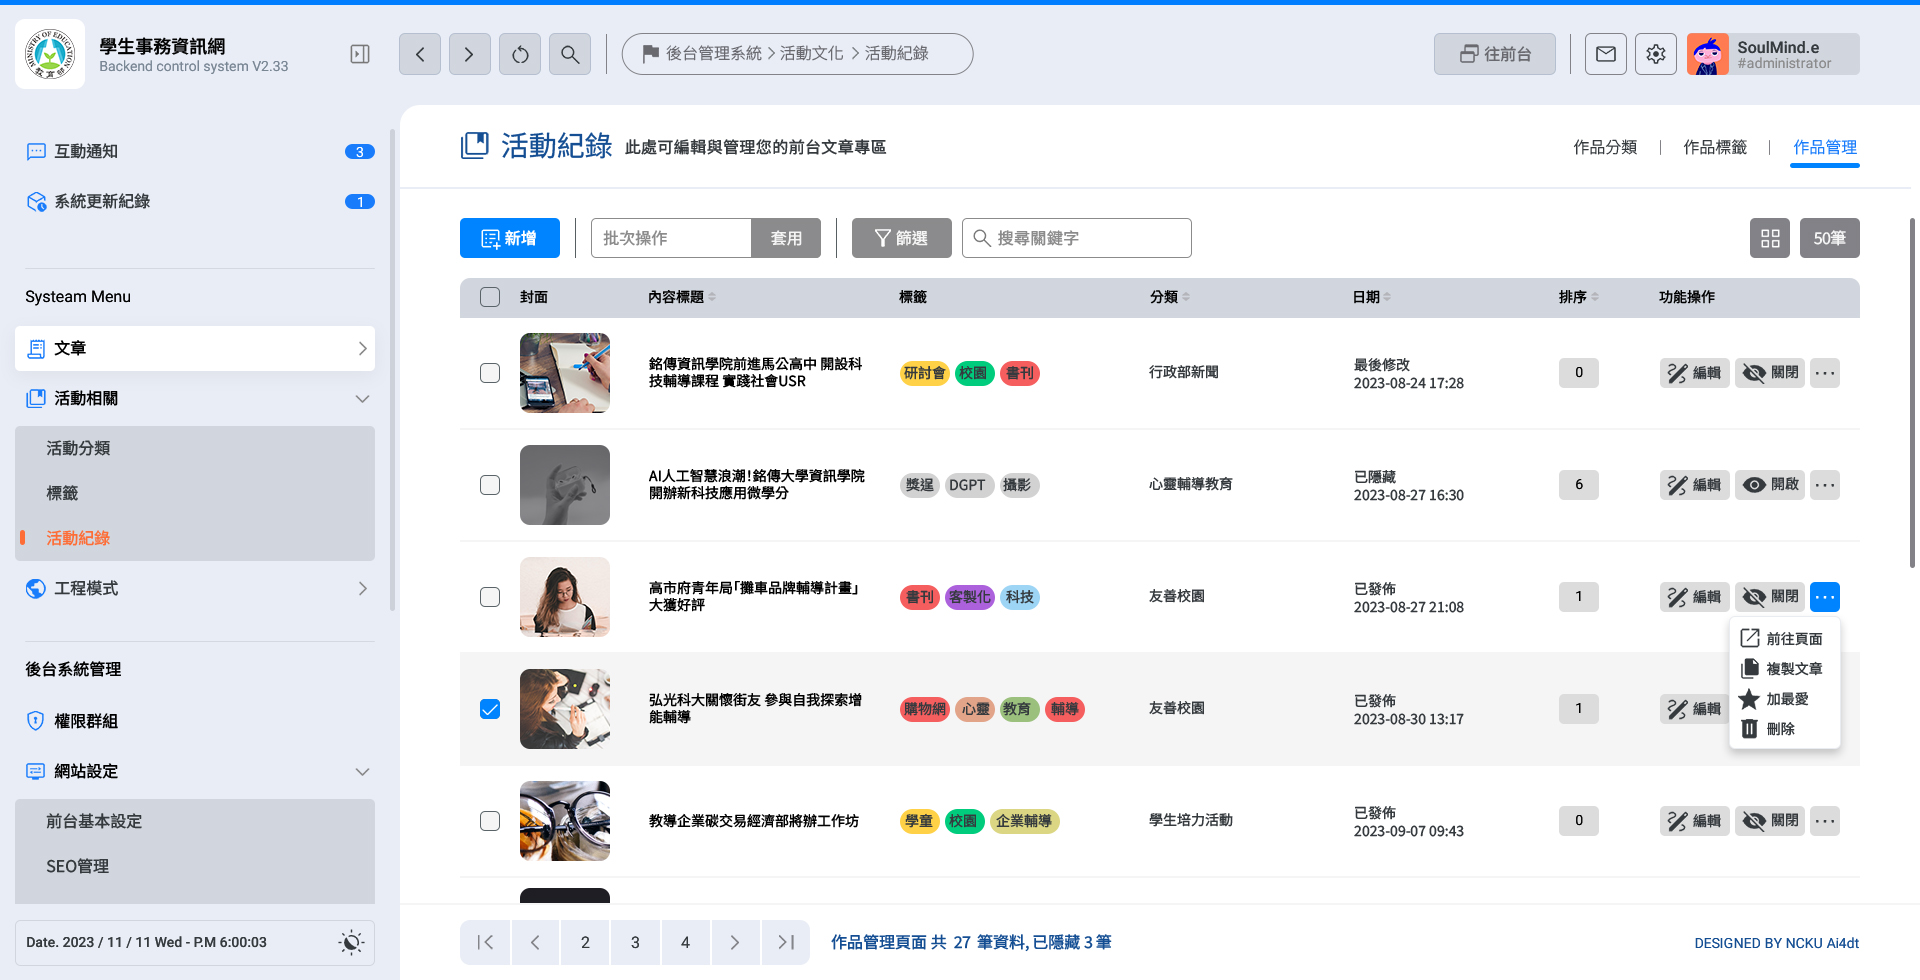 學生事務資訊網
Backend control system V2.33
後台管理系統 > 活動文化 > 活動紀錄
往前台
SoulMind.e
#administrator
互動通知 3
系統更新紀錄 1
Systeam Menu
文章
活動相關
活動分類
標籤
活動紀錄
工程模式
後台系統管理
權限群組
網站設定
前台基本設定
SEO管理
Date. 2023 / 11 / 11 Wed - P.M 6:00:03
活動紀錄 此處可編輯與管理您的前台文章專區
作品分類 | 作品標籤 | 作品管理
新增 批次操作 套用 篩選 搜尋關鍵字 50筆
封面 內容標題 標籤 分類 日期 排序 功能操作
銘傳資訊學院前進馬公高中 開設科
技輔導課程 實踐社會USR
研討會 校園 書刊
行政部新聞
最後修改
2023-08-24 17:28
0
編輯 關閉
AI人工智慧浪潮！銘傳大學資訊學院
開辦新科技應用微學分
獎逞 DGPT 攝影
心靈輔導教育
已隱藏
2023-08-27 16:30
6
編輯 開啟
高市府青年局「攤車品牌輔導計畫」
大獲好評
書刊 客製化 科技
友善校園
已發佈
2023-08-27 21:08
1
編輯 關閉
前往頁面
複製文章
加最愛
刪除
弘光科大關懷街友 參與自我探索增
能輔導
購物網 心靈 教育 輔導
友善校園
已發佈
2023-08-30 13:17
1
編輯
教導企業碳交易經濟部將辦工作坊
學童 校園 企業輔導
學生培力活動
已發佈
2023-09-07 09:43
0
編輯 關閉
2 3 4
作品管理頁面 共 27 筆資料, 已隱藏 3 筆
DESIGNED BY NCKU Ai4dt